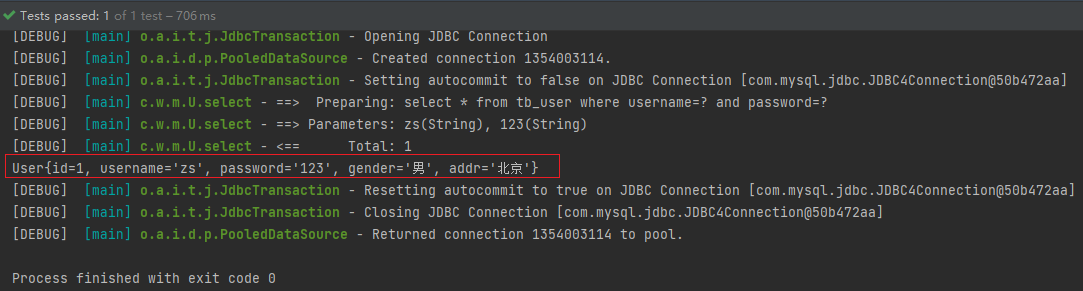 Tests passed: 1 of 1 test – 706 ms
[DEBUG]  [main] o.a.i.t.j.JdbcTransaction - Opening JDBC Connection
[DEBUG]  [main] o.a.i.d.p.PooledDataSource - Created connection 1354003114.
[DEBUG]  [main] o.a.i.t.j.JdbcTransaction - Setting autocommit to false on JDBC Connection [com.mysql.jdbc.JDBC4Connection@50b472aa]
[DEBUG]  [main] c.w.m.U.select - ==>  Preparing: select * from tb_user where username=? and password=?
[DEBUG]  [main] c.w.m.U.select - ==> Parameters: zs(String), 123(String)
[DEBUG]  [main] c.w.m.U.select - <==      Total: 1
User{id=1, username='zs', password='123', gender='男', addr='北京'}
[DEBUG]  [main] o.a.i.t.j.JdbcTransaction - Resetting autocommit to true on JDBC Connection [com.mysql.jdbc.JDBC4Connection@50b472aa]
[DEBUG]  [main] o.a.i.t.j.JdbcTransaction - Closing JDBC Connection [com.mysql.jdbc.JDBC4Connection@50b472aa]
[DEBUG]  [main] o.a.i.d.p.PooledDataSource - Returned connection 1354003114 to pool.
Process finished with exit code 0